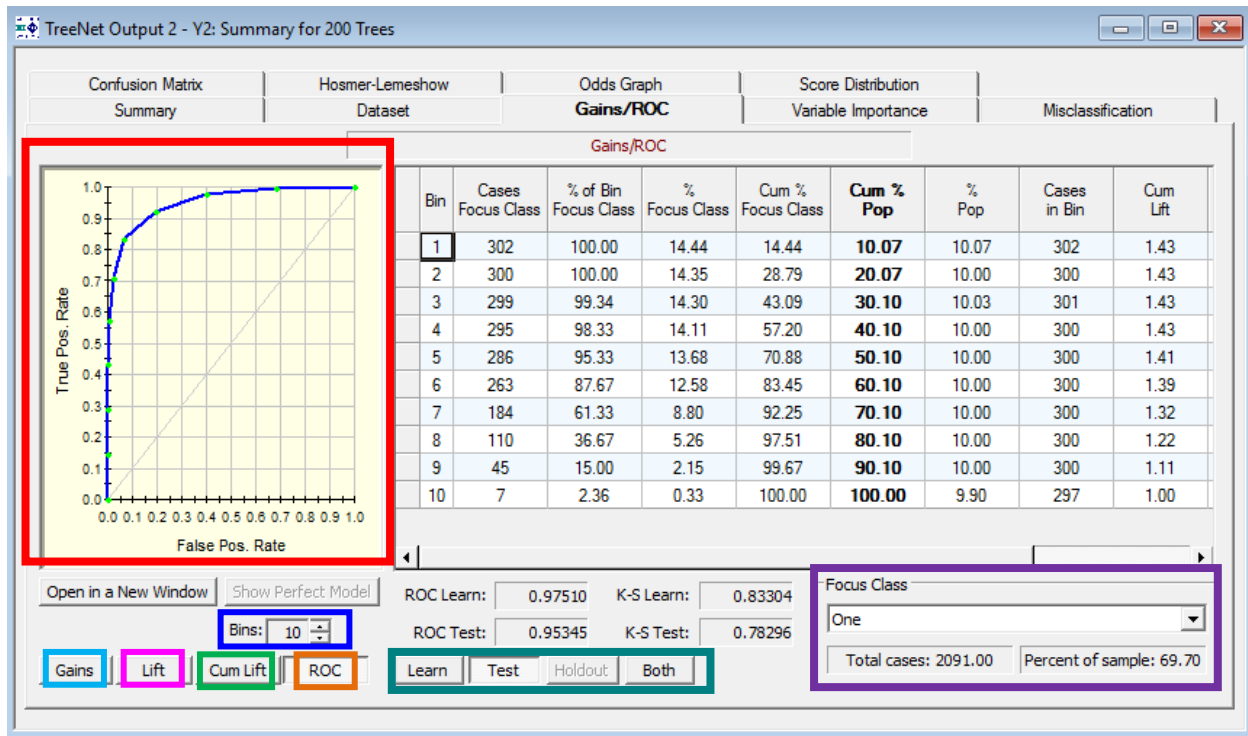 TreeNet Output 2 - Y2: Summary for 200 Trees
Confusion Matrix Hosmer-Lemeshow Odds Graph Score Distribution
Summary Dataset Gains/ROC Variable Importance Misclassification
Gains/ROC
1.0
0.9
0.8
0.7
0.6
0.5
0.4
0.3
0.2
0.1
0.0
True Pos. Rate
0.0 0.1 0.2 0.3 0.4 0.5 0.6 0.7 0.8 0.9 1.0
False Pos. Rate
Bin Cases Focus Class % of Bin Focus Class % Focus Class Cum % Focus Class Cum % Pop % Pop Cases in Bin Cum Lift
1 302 100.00 14.44 14.44 10.07 10.07 302 1.43
2 300 100.00 14.35 28.79 20.07 10.00 300 1.43
3 299 99.34 14.30 43.09 30.10 10.03 301 1.43
4 295 98.33 14.11 57.20 40.10 10.00 300 1.43
5 286 95.33 13.68 70.88 50.10 10.00 300 1.41
6 263 87.67 12.58 83.45 60.10 10.00 300 1.39
7 184 61.33 8.80 92.25 70.10 10.00 300 1.32
8 110 36.67 5.26 97.51 80.10 10.00 300 1.22
9 45 15.00 2.15 99.67 90.10 10.00 300 1.11
10 7 2.36 0.33 100.00 100.00 9.90 297 1.00
Open in a New Window Show Perfect Model
Bins: 10
Gains Lift Cum Lift ROC
ROC Learn: 0.97510 K-S Learn: 0.83304
ROC Test: 0.95345 K-S Test: 0.78296
Learn Test Holdout Both
Focus Class
One
Total cases: 2091.00 Percent of sample: 69.70